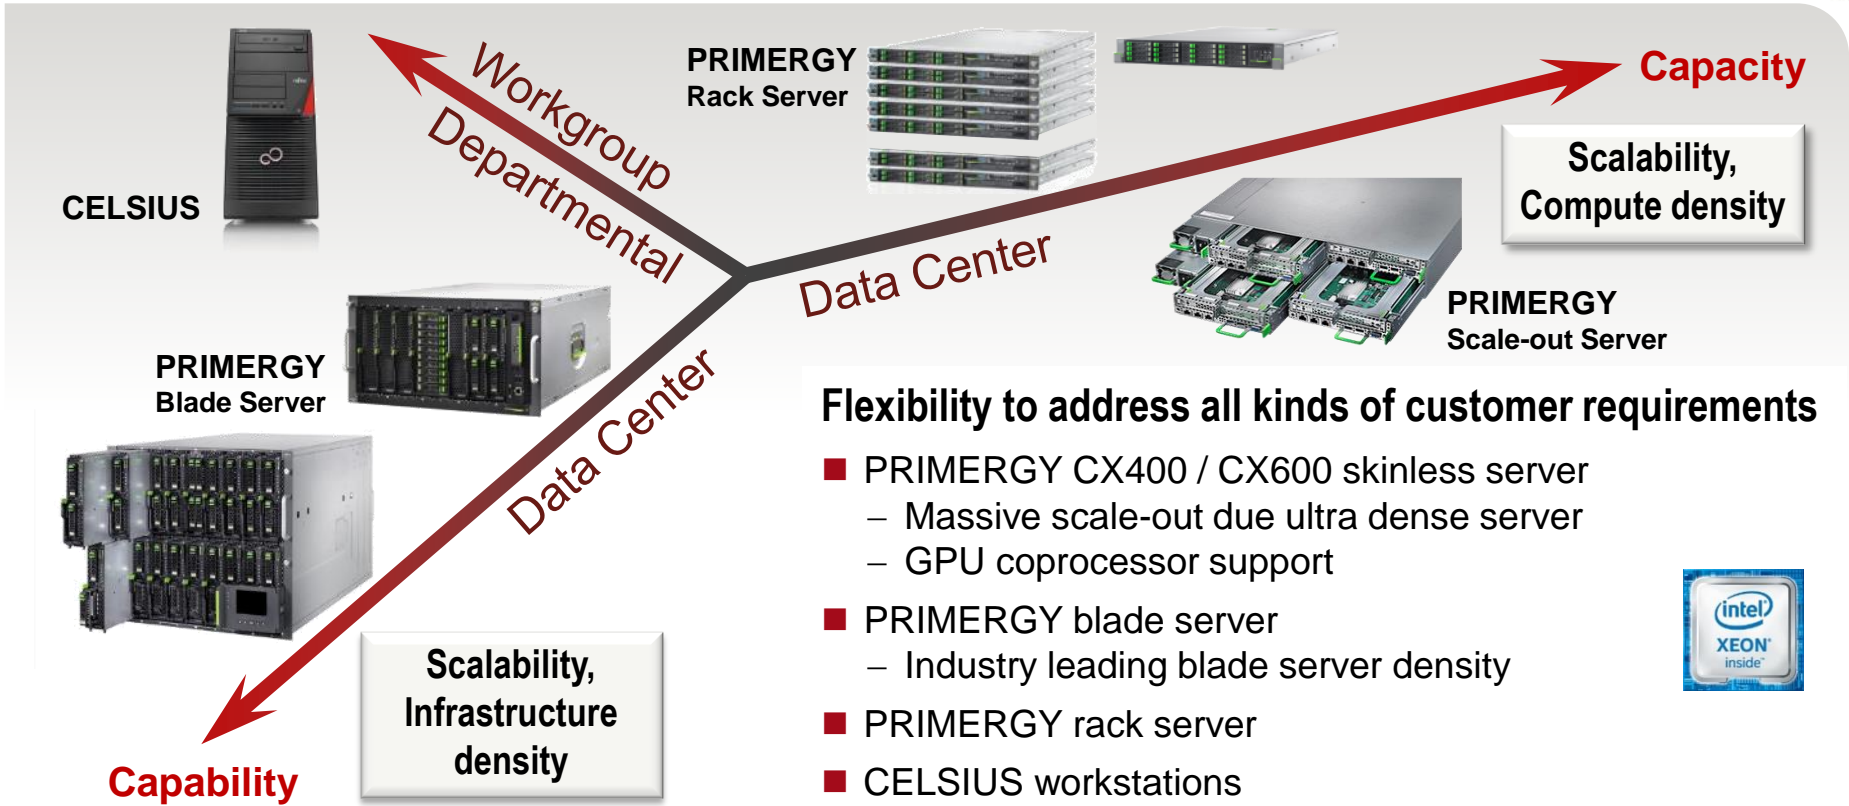 CELSIUS
Workgroup
Departmental
PRIMERGY
Rack Server
Capacity
Scalability,
Compute density
Data Center
PRIMERGY
Scale-out Server
PRIMERGY
Blade Server
Data Center
Scalability,
Infrastructure
density
Capability
Flexibility to address all kinds of customer requirements
PRIMERGY CX400 / CX600 skinless server
– Massive scale-out due ultra dense server
– GPU coprocessor support
PRIMERGY blade server
– Industry leading blade server density
PRIMERGY rack server
CELSIUS workstations
intel
XEON
inside™